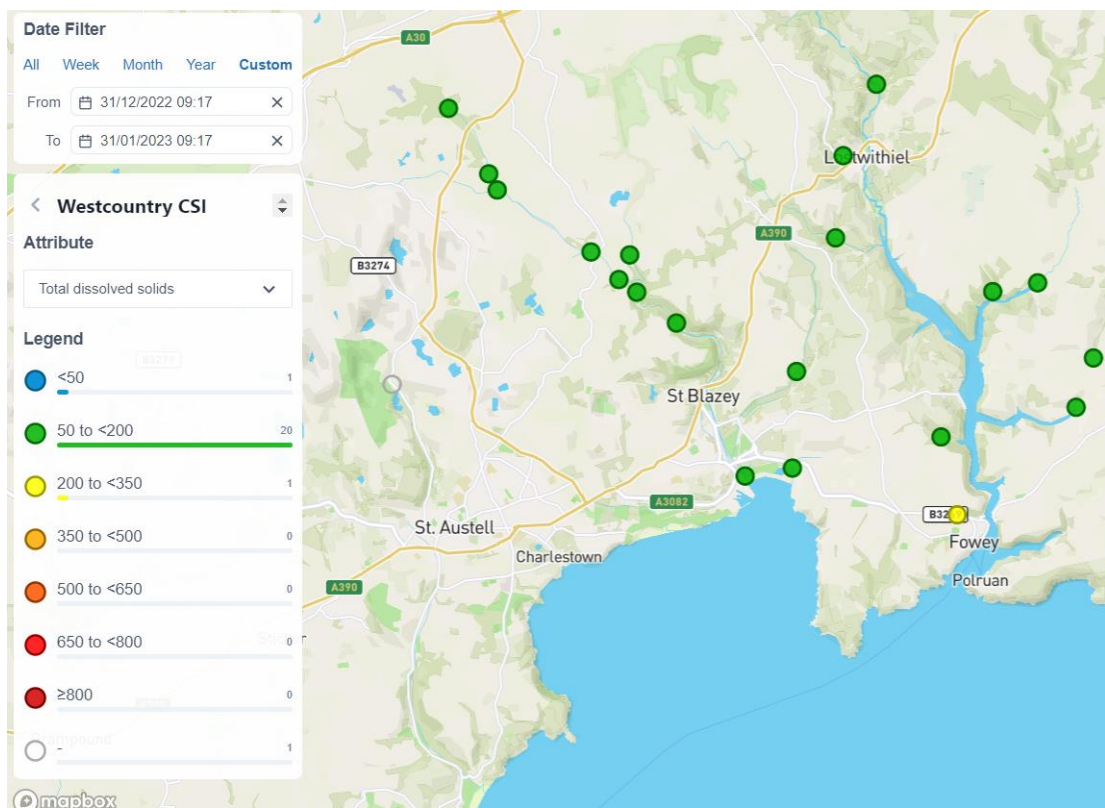 Date Filter
All Week Month Year Custom
From 31/12/2022 09:17
To 31/01/2023 09:17
Westcountry CSI
Attribute
Total dissolved solids
Legend
<50 1
50 to <200 20
200 to <350 1
350 to <500 0
500 to <650 0
650 to <800 0
≥800 0
- 1
A30
Lostwithiel
A390
B3274
St Blazey
A3082
St. Austell
Charlestown
Fowey
Polruan
A390
mapbox